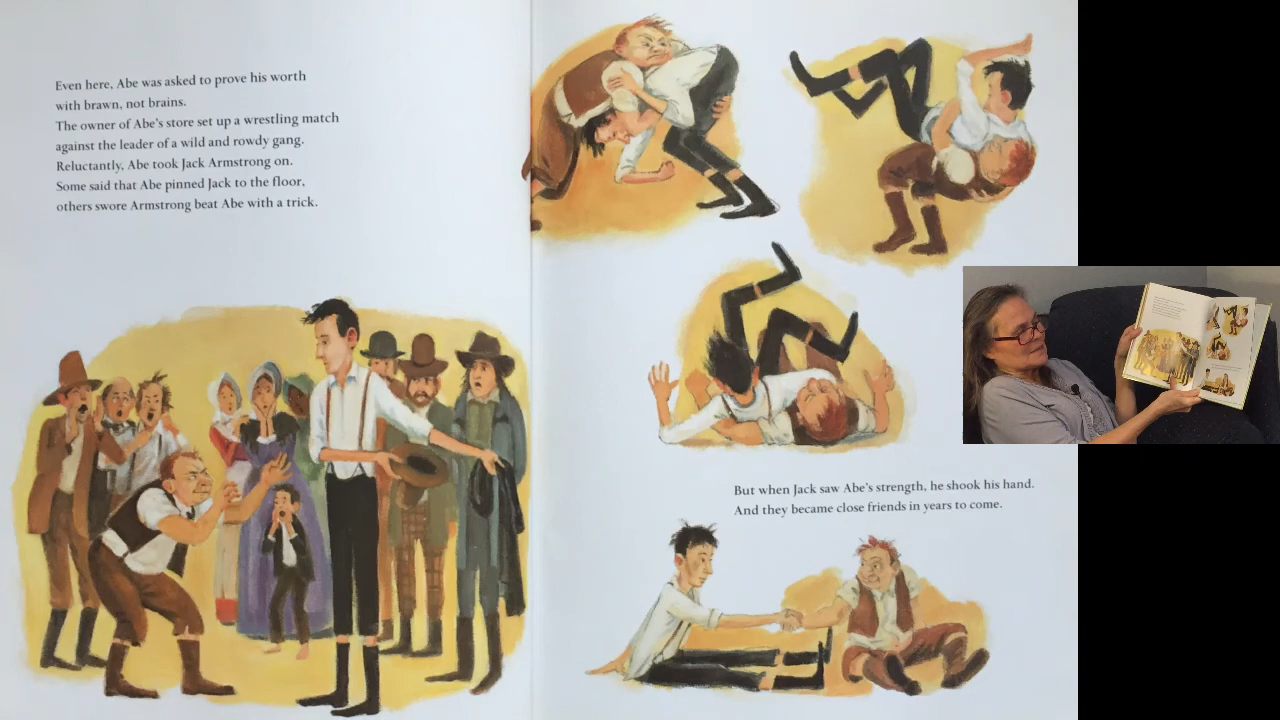 Even here, Abe was asked to prove his worth
with brawn, not brains.
The owner of Abe's store set up a wrestling match
against the leader of a wild and rowdy gang.
Reluctantly, Abe took Jack Armstrong on.
Some said that Abe pinned Jack to the floor,
others swore Armstrong beat Abe with a trick.
But when Jack saw Abe's strength, he shook his hand.
And they became close friends in years to come.